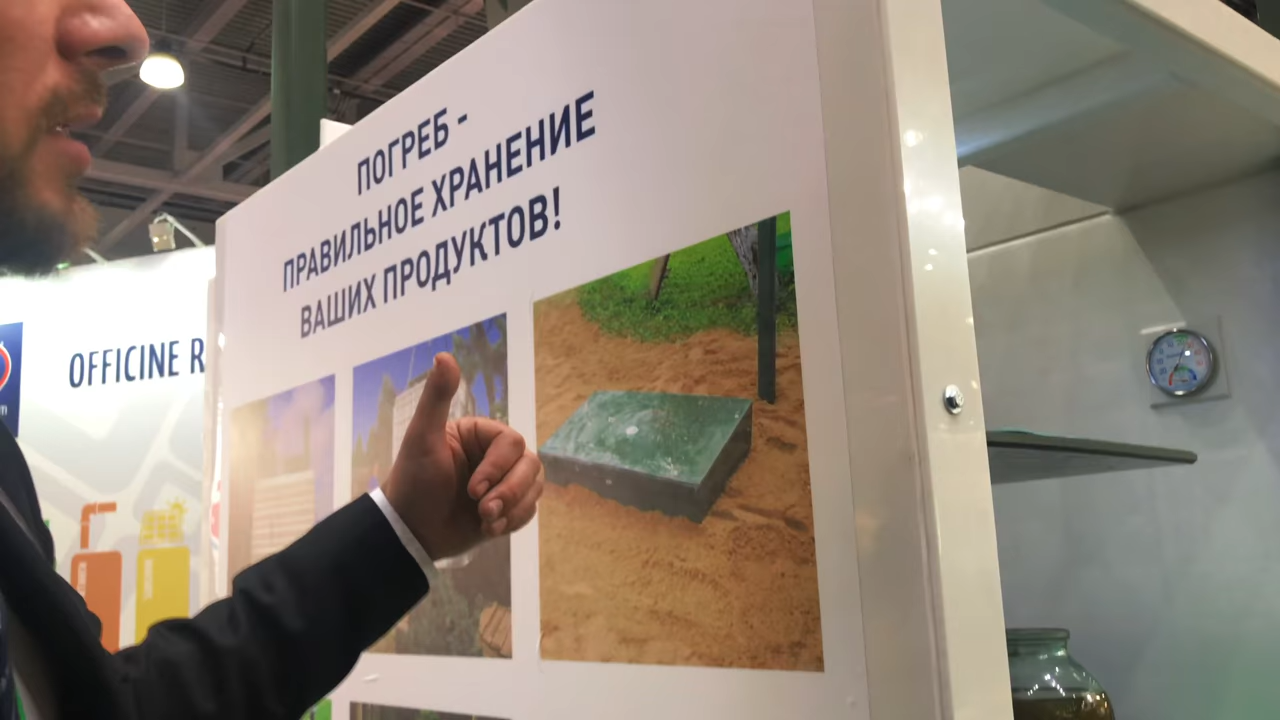 ПОГРЕБ -
ПРАВИЛЬНОЕ ХРАНЕНИЕ
ВАШИХ ПРОДУКТОВ!
OFFICINE R